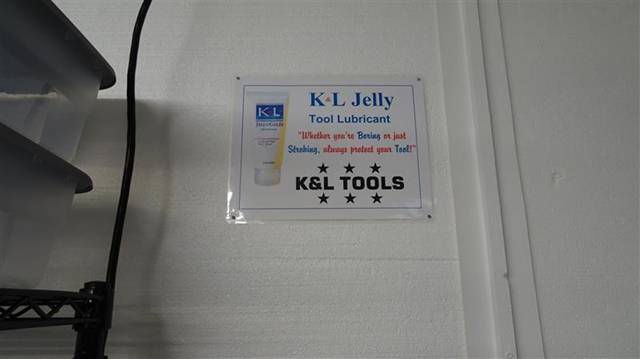 K&L Jelly
Tool Lubricant
"Whether you're Boring or just
Stroking, always protect your Tool!"
K&L TOOLS
K&L